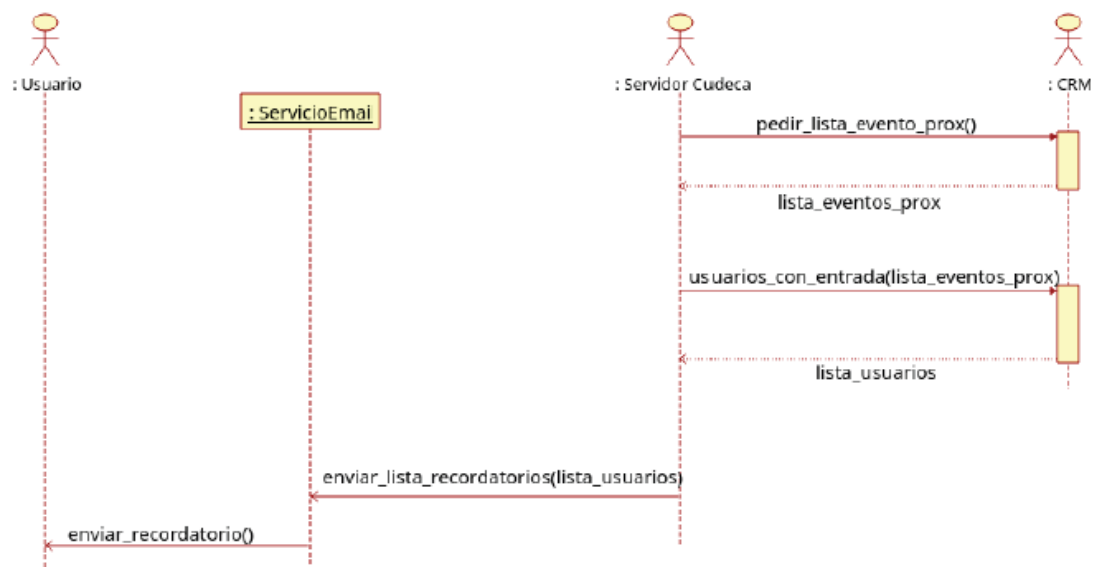 : Usuario
: ServicioEmai
: Servidor Cudeca
: CRM
pedir_lista_evento_prox()
lista_eventos_prox
usuarios_con_entrada(lista_eventos_prox)
lista_usuarios
enviar_lista_recordatorios(lista_usuarios)
enviar_recordatorio()